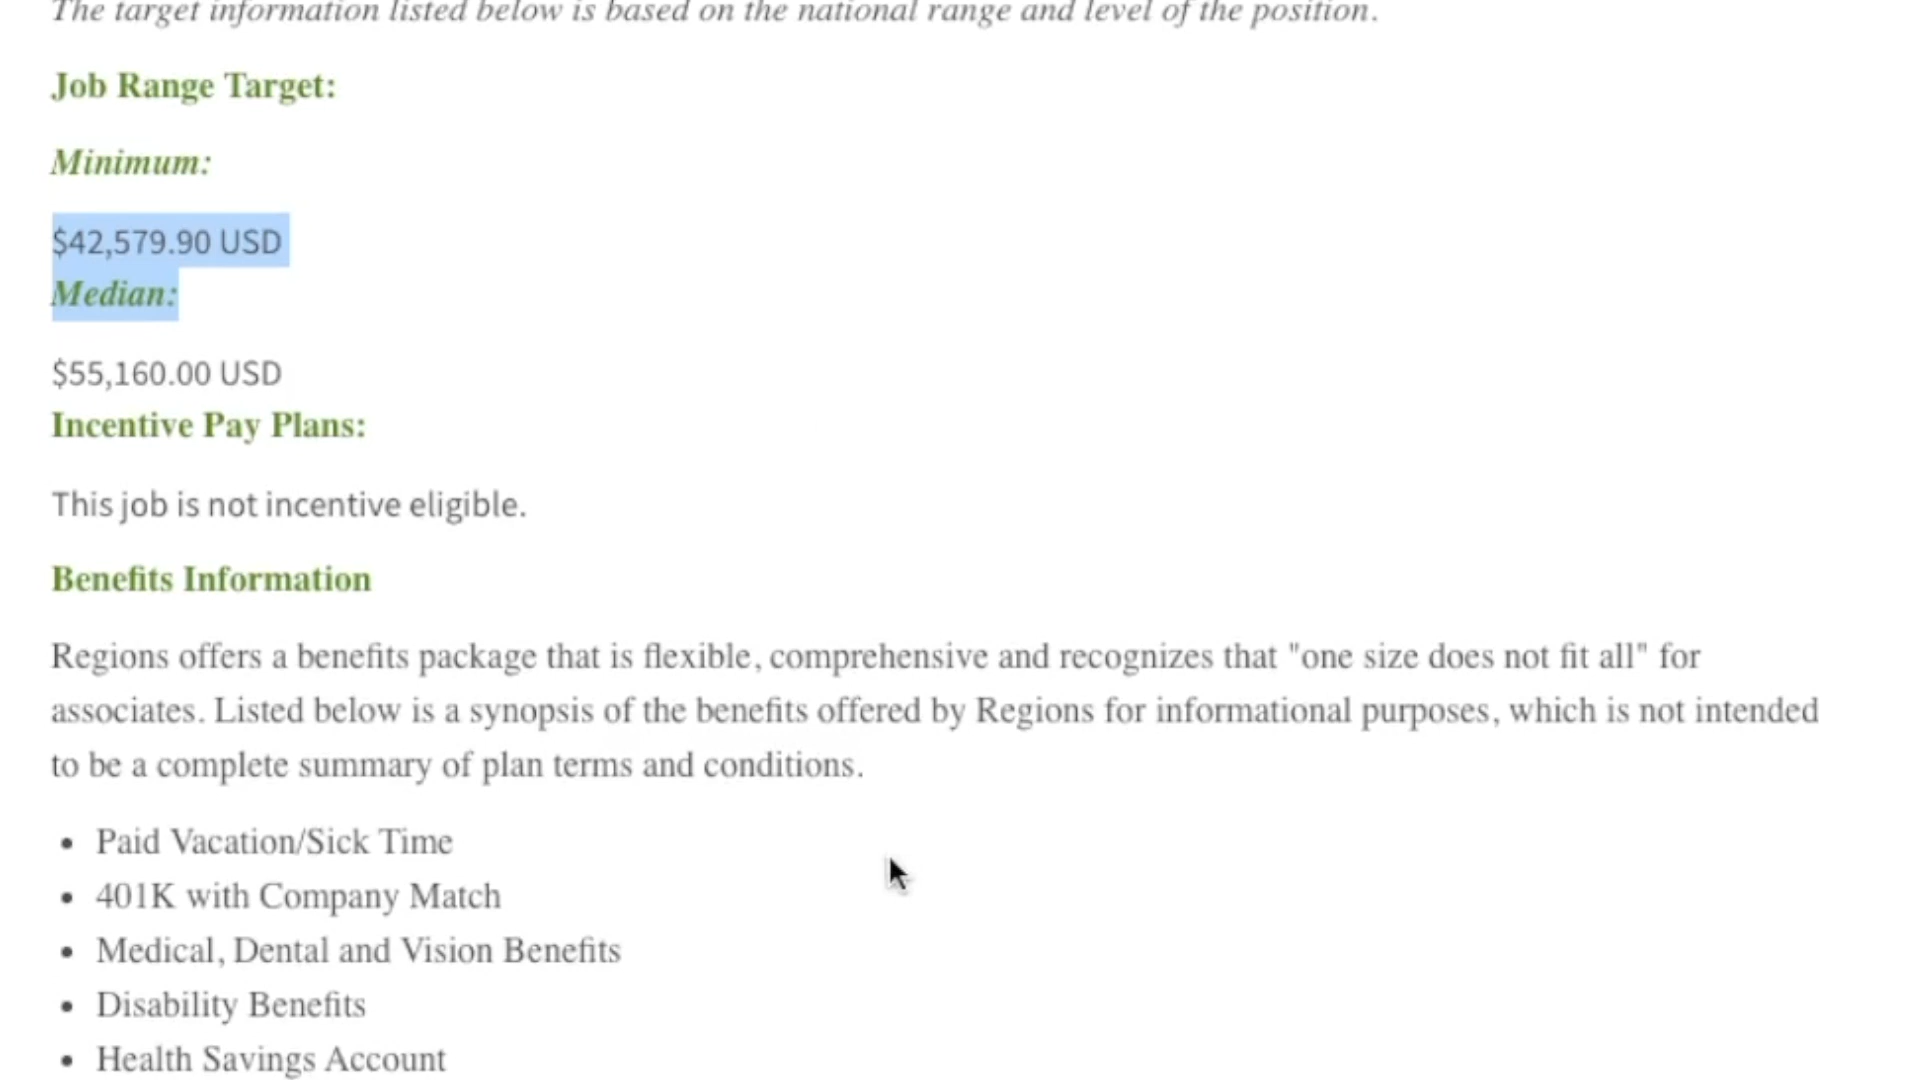 The target information listed below is based on the national range and level of the position.
Job Range Target:
Minimum:
$42,579.90 USD
Median:
$55,160.00 USD
Incentive Pay Plans:
This job is not incentive eligible.
Benefits Information
Regions offers a benefits package that is flexible, comprehensive and recognizes that "one size does not fit all" for
associates. Listed below is a synopsis of the benefits offered by Regions for informational purposes, which is not intended
to be a complete summary of plan terms and conditions.
• Paid Vacation/Sick Time
• 401K with Company Match
• Medical, Dental and Vision Benefits
• Disability Benefits
• Health Savings Account